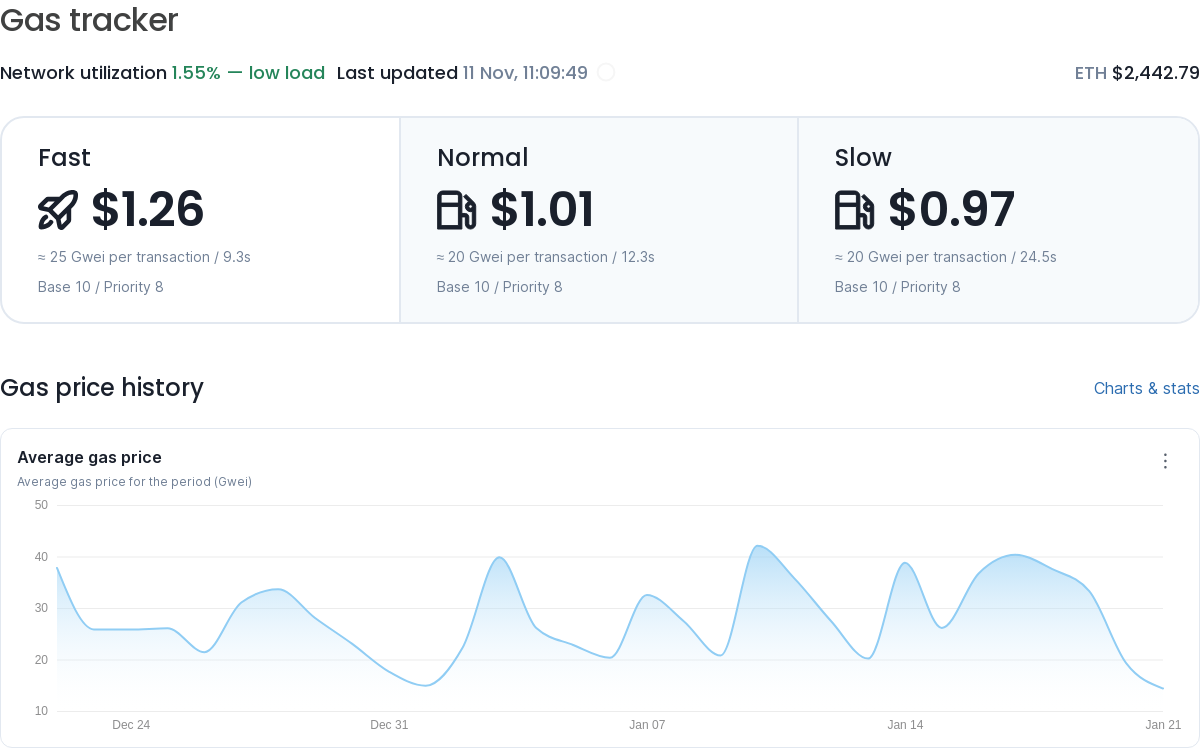 Gas tracker
Network utilization 1.55% — low load Last updated 11 Nov, 11:09:49
ETH $2,442.79
Fast
$1.26
≈ 25 Gwei per transaction / 9.3s
Base 10 / Priority 8
Normal
$1.01
≈ 20 Gwei per transaction / 12.3s
Base 10 / Priority 8
Slow
$0.97
≈ 20 Gwei per transaction / 24.5s
Base 10 / Priority 8
Gas price history
Charts & stats
Average gas price
Average gas price for the period (Gwei)
50
40
30
20
10
Dec 24
Dec 31
Jan 07
Jan 14
Jan 21